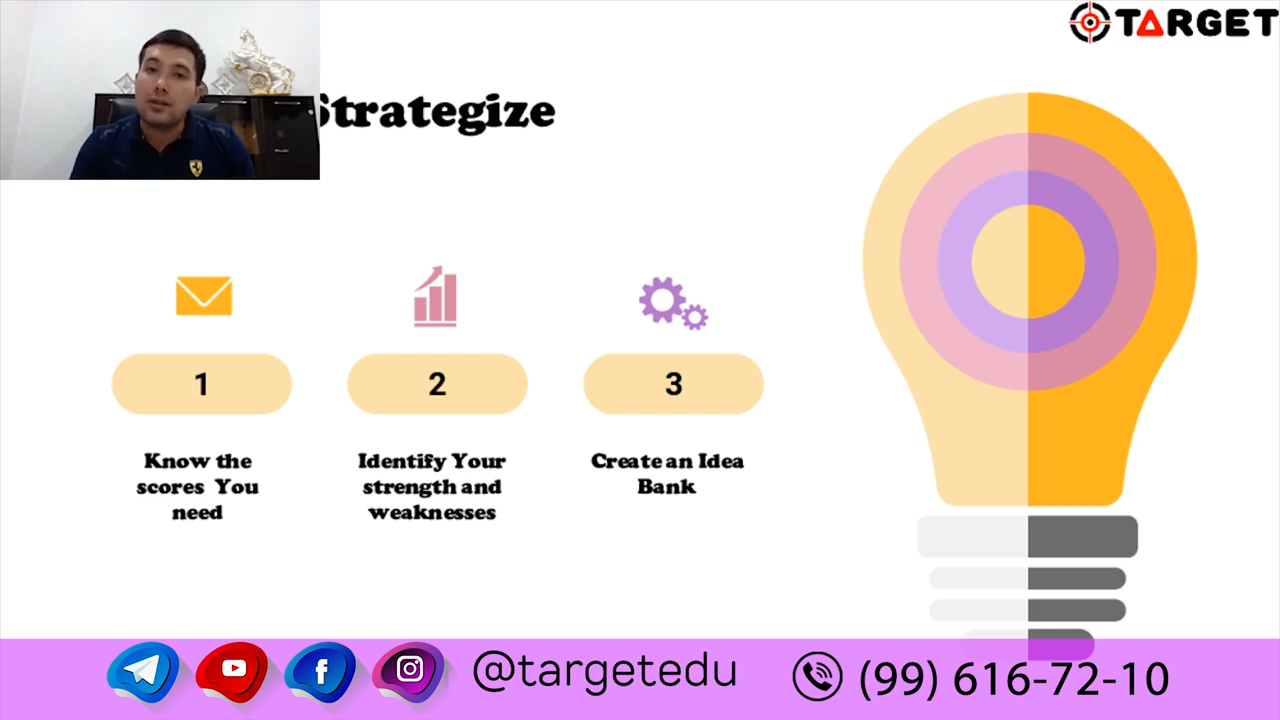 TARGET
Strategize
1
2
3
Know the
scores You
need
Identify Your
strength and
weaknesses
Create an Idea
Bank
@targetedu
(99) 616-72-10